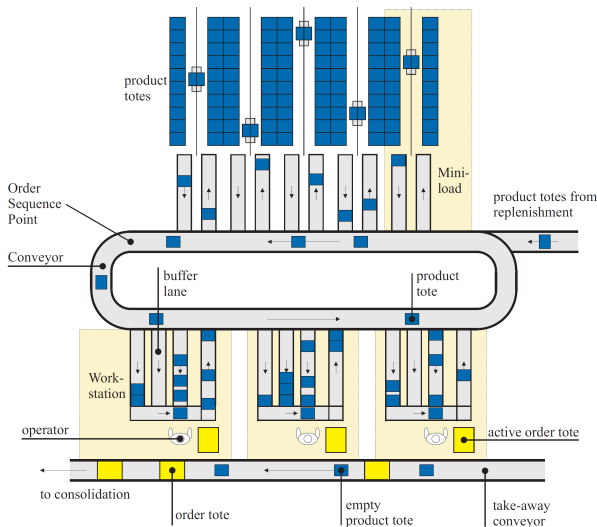 product
totes
Mini-
load
Order
Sequence
Point
product totes from
replenishment
Conveyor
buffer
lane
product
tote
Work-
station
operator
active order tote
to consolidation
order tote
empty
product tote
take-away
conveyor